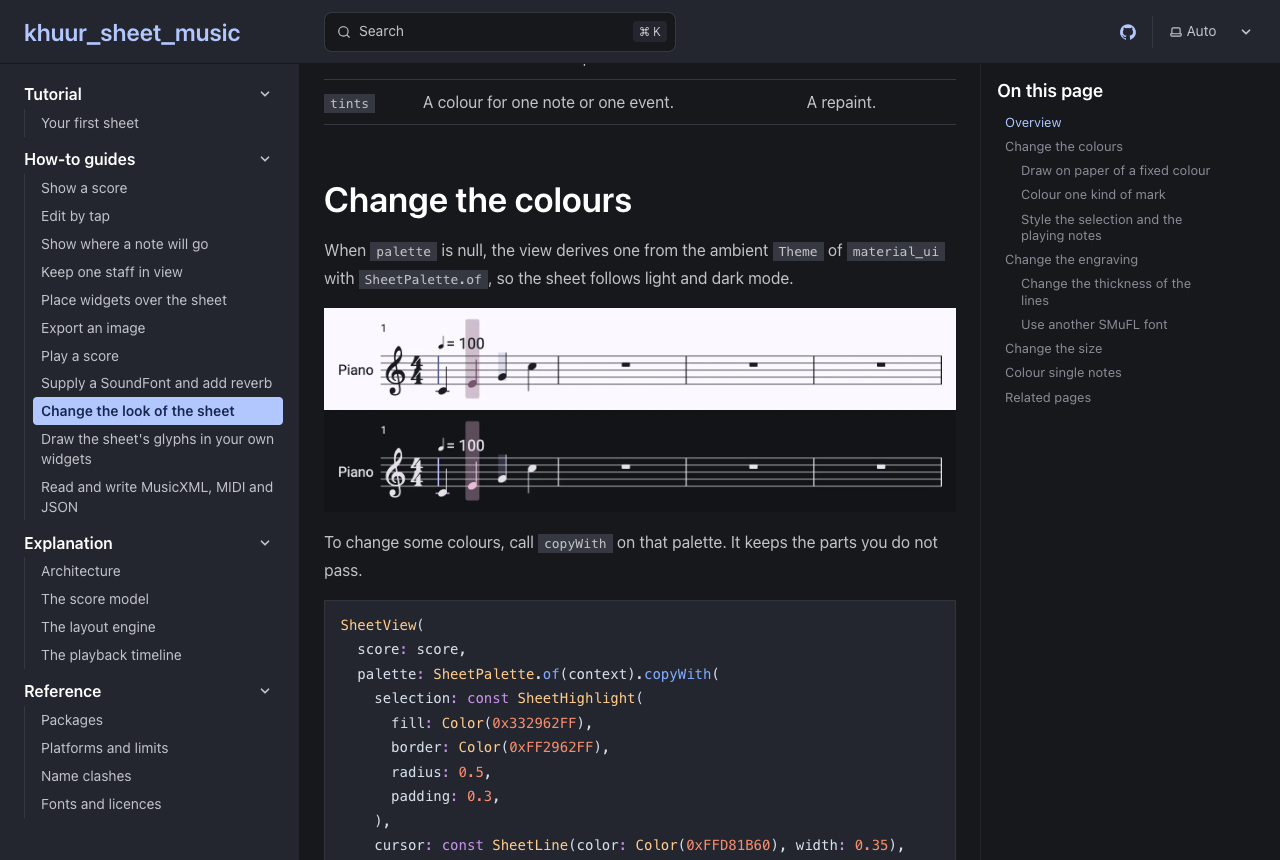 khuur_sheet_music
Search
⌘ K
Auto
Tutorial
Your first sheet
How-to guides
Show a score
Edit by tap
Show where a note will go
Keep one staff in view
Place widgets over the sheet
Export an image
Play a score
Supply a SoundFont and add reverb
Change the look of the sheet
Draw the sheet's glyphs in your own
widgets
Read and write MusicXML, MIDI and
JSON
Explanation
Architecture
The score model
The layout engine
The playback timeline
Reference
Packages
Platforms and limits
Name clashes
Fonts and licences
tints A colour for one note or one event. A repaint.
Change the colours
When palette is null, the view derives one from the ambient Theme of material_ui
with SheetPalette.of, so the sheet follows light and dark mode.
1
= 100
Piano
1
= 100
Piano
To change some colours, call copyWith on that palette. It keeps the parts you do not
pass.
SheetView(
score: score,
palette: SheetPalette.of(context).copyWith(
selection: const SheetHighlight(
fill: Color(0x332962FF),
border: Color(0xFF2962FF),
radius: 0.5,
padding: 0.3,
),
cursor: const SheetLine(color: Color(0xFFD81B60), width: 0.35),
On this page
Overview
Change the colours
Draw on paper of a fixed colour
Colour one kind of mark
Style the selection and the
playing notes
Change the engraving
Change the thickness of the
lines
Use another SMuFL font
Change the size
Colour single notes
Related pages